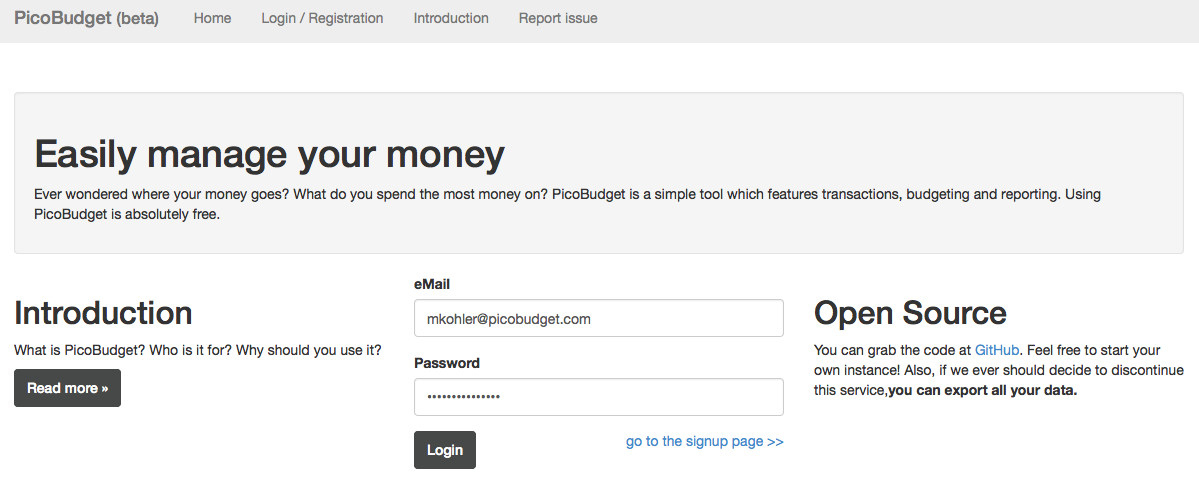 PicoBudget (beta) Home Login / Registration Introduction Report issue
Easily manage your money
Ever wondered where your money goes? What do you spend the most money on? PicoBudget is a simple tool which features transactions, budgeting and reporting. Using
PicoBudget is absolutely free.
Introduction
What is PicoBudget? Who is it for? Why should you use it?
Read more »
eMail
mkohler@picobudget.com
Password
•••••••••••••••
Login
go to the signup page >>
Open Source
You can grab the code at GitHub. Feel free to start your
own instance! Also, if we ever should decide to discontinue
this service,you can export all your data.